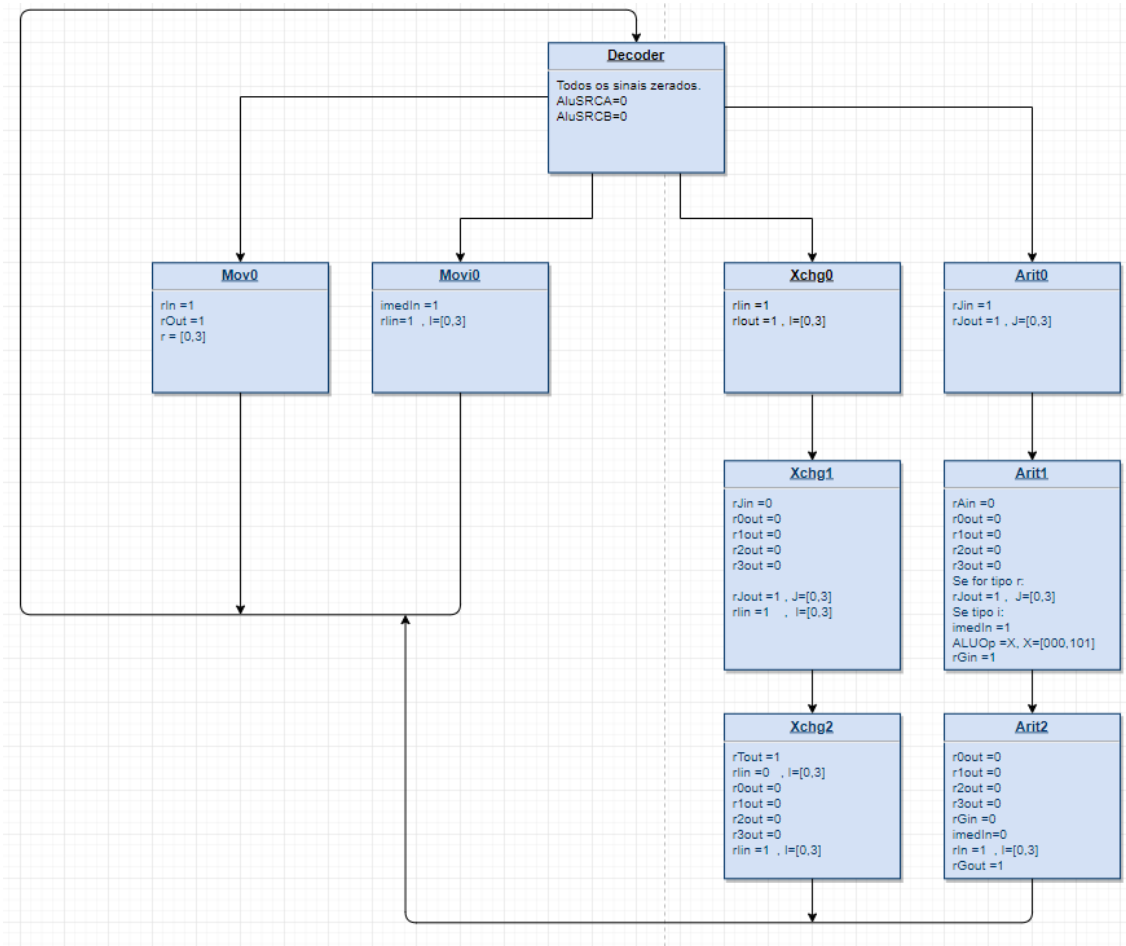 Decoder
Todos os sinais zerados.
AluSRCA=0
AluSRCB=0
Mov0
rIn =1
rOut =1
r = [0,3]
Movi0
imedIn =1
rIin=1 , I=[0,3]
Xchg0
rIin =1
rIout =1 , I=[0,3]
Arit0
rJin =1
rJout =1 , J=[0,3]
Xchg1
rJin =0
r0out =0
r1out =0
r2out =0
r3out =0
rJout =1 , J=[0,3]
rIin =1 , I=[0,3]
Arit1
rAin =0
r0out =0
r1out =0
r2out =0
r3out =0
Se for tipo r:
rJout =1 , J=[0,3]
Se tipo i:
imedIn =1
ALUOp =X, X=[000,101]
rGin =1
Xchg2
rTout =1
rIin =0 , I=[0,3]
r0out =0
r1out =0
r2out =0
r3out =0
rIin =1 , I=[0,3]
Arit2
r0out =0
r1out =0
r2out =0
r3out =0
rGin =0
imedIn=0
rIn =1 , I=[0,3]
rGout =1